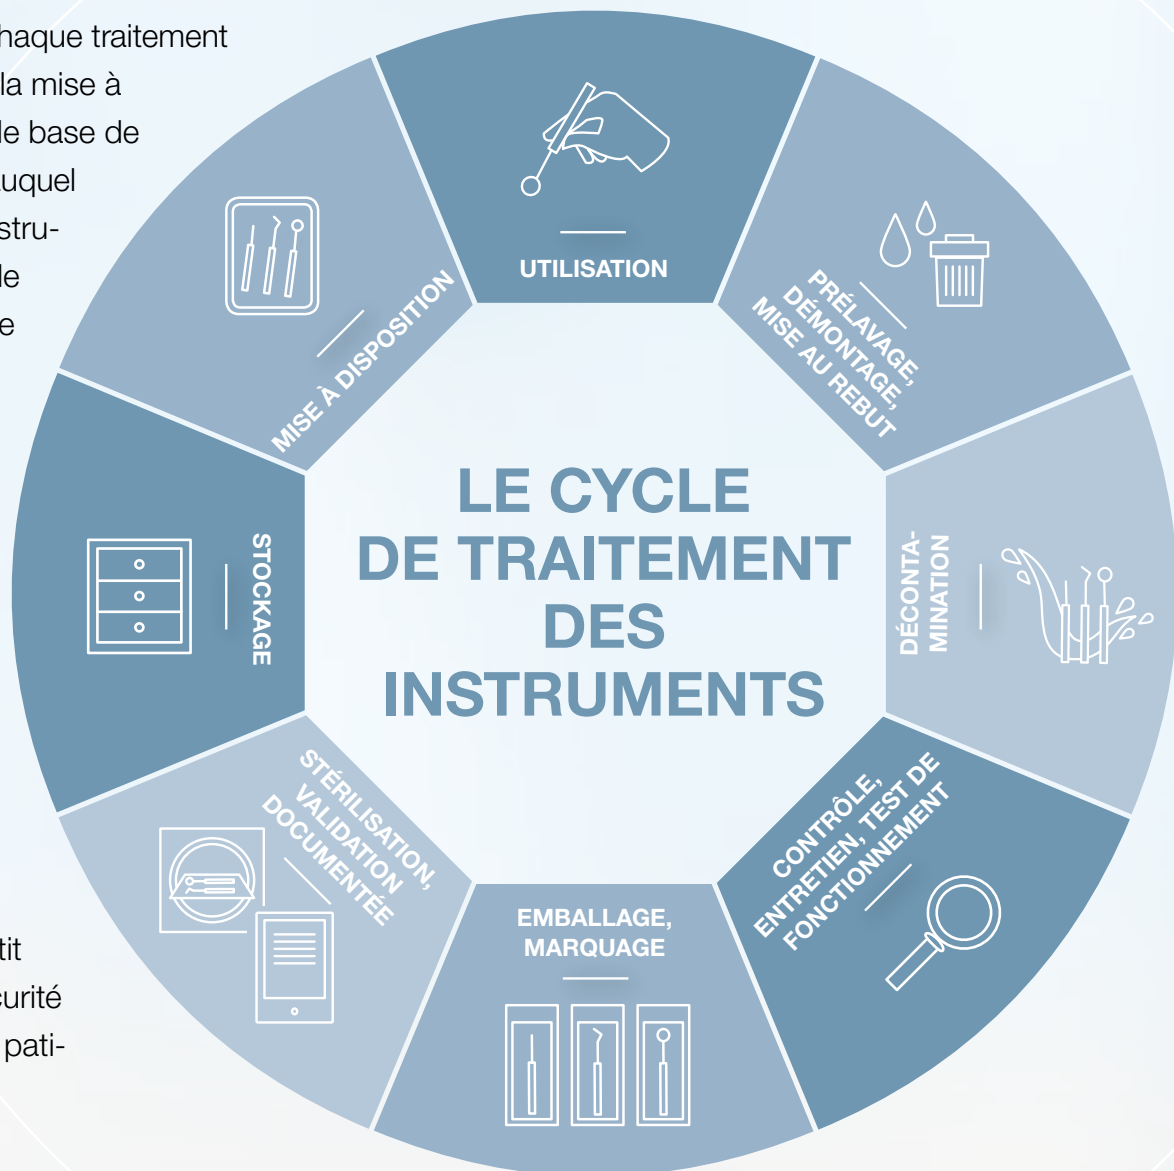 haque traitement
la mise à
le base de
uquel
stru-
le
e
tit
curité
pati-
UTILISATION
PRÉLAVAGE,
DÉMONTAGE,
MISE AU REBUT
DÉCONTA-
MINATION
CONTRÔLE,
ENTRETIEN, TEST DE
FONCTIONNEMENT
EMBALLAGE,
MARQUAGE
STÉRILISATION,
VALIDATION
DOCUMENTÉE
STOCKAGE
MISE À DISPOSITION
LE CYCLE
DE TRAITEMENT
DES
INSTRUMENTS